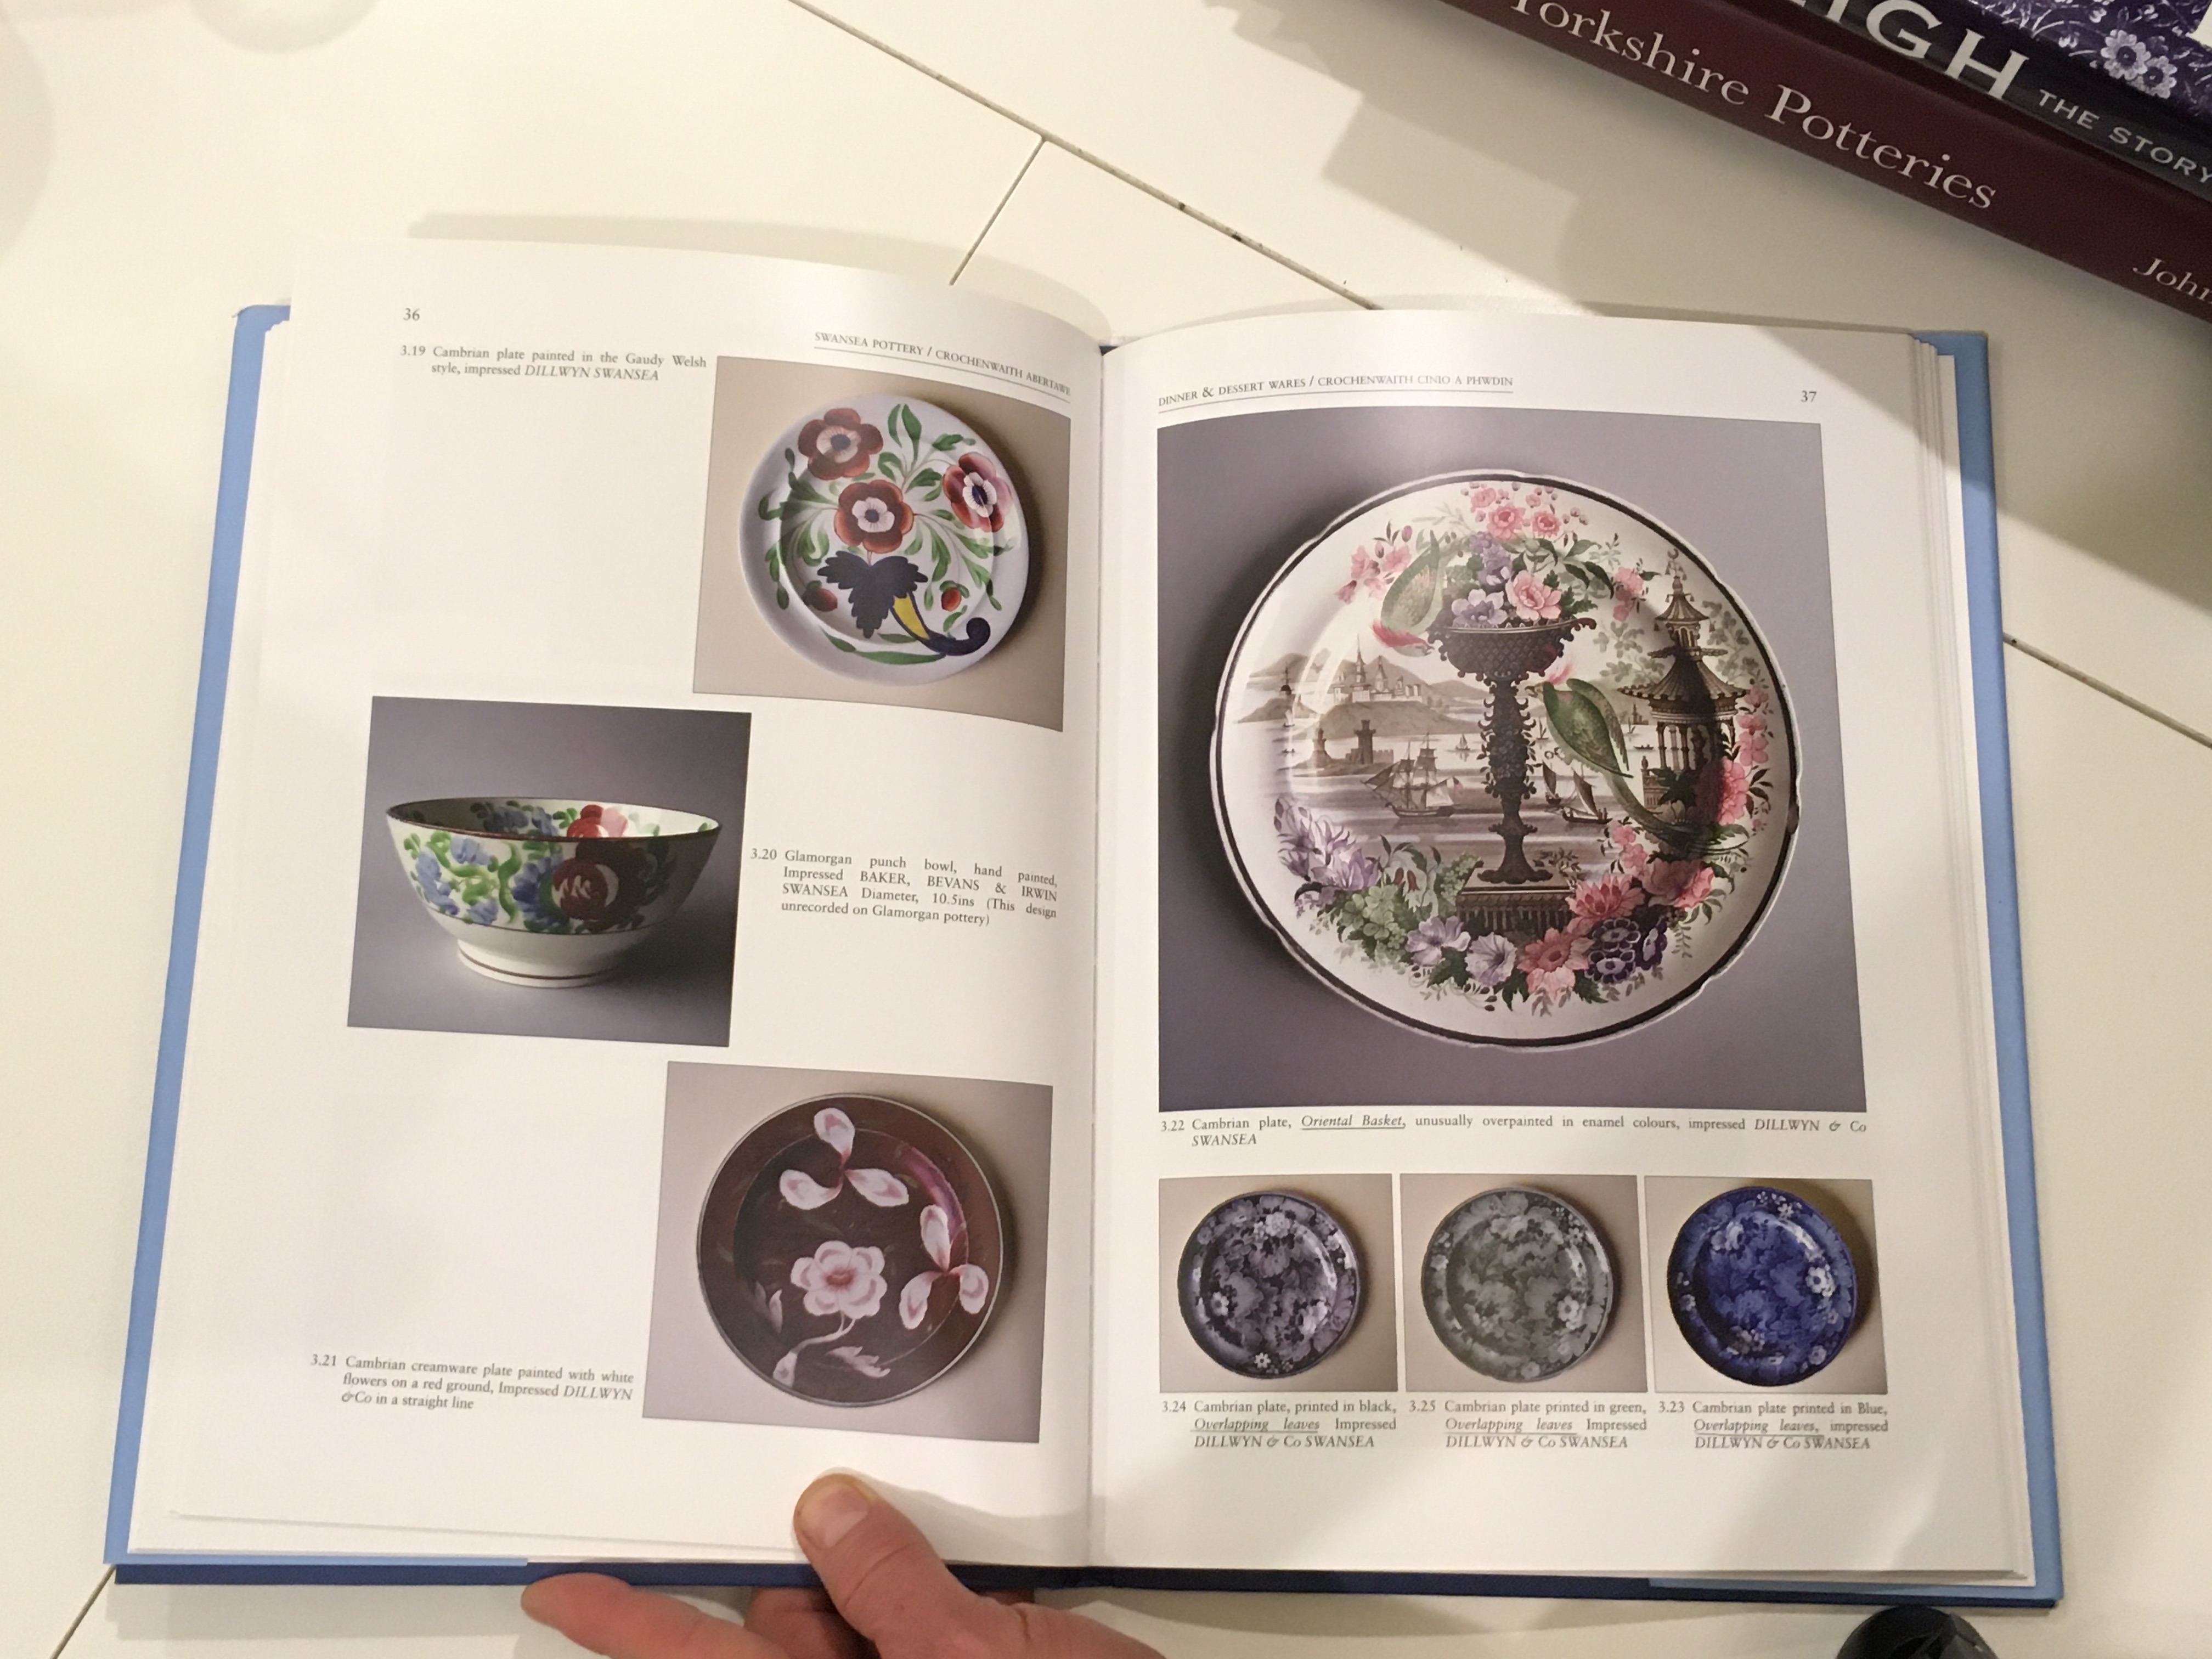 36
SWANSEA POTTERY / CROCHENWAITH ABERTAWE
3.19 Cambrian plate painted in the Gaudy Welsh
style, impressed DILLWYN SWANSEA
3.20 Glamorgan punch bowl, hand painted,
Impressed BAKER, BEVANS & IRWIN
SWANSEA Diameter, 10.5ins (This design
unrecorded on Glamorgan pottery)
3.21 Cambrian creamware plate painted with white
flowers on a red ground, Impressed DILLWYN
& Co in a straight line
DINNER & DESSERT WARES / CROCHENWAITH CINIO A PHWDIN
37
3.22 Cambrian plate, Oriental Basket, unusually overpainted in enamel colours, impressed DILLWYN & Co
SWANSEA
3.24 Cambrian plate, printed in black,
Overlapping leaves Impressed
DILLWYN & Co SWANSEA
3.25 Cambrian plate printed in green,
Overlapping leaves Impressed
DILLWYN & Co SWANSEA
3.23 Cambrian plate printed in Blue,
Overlapping leaves, impressed
DILLWYN & Co SWANSEA
Yorkshire Potteries
John
THE STORY